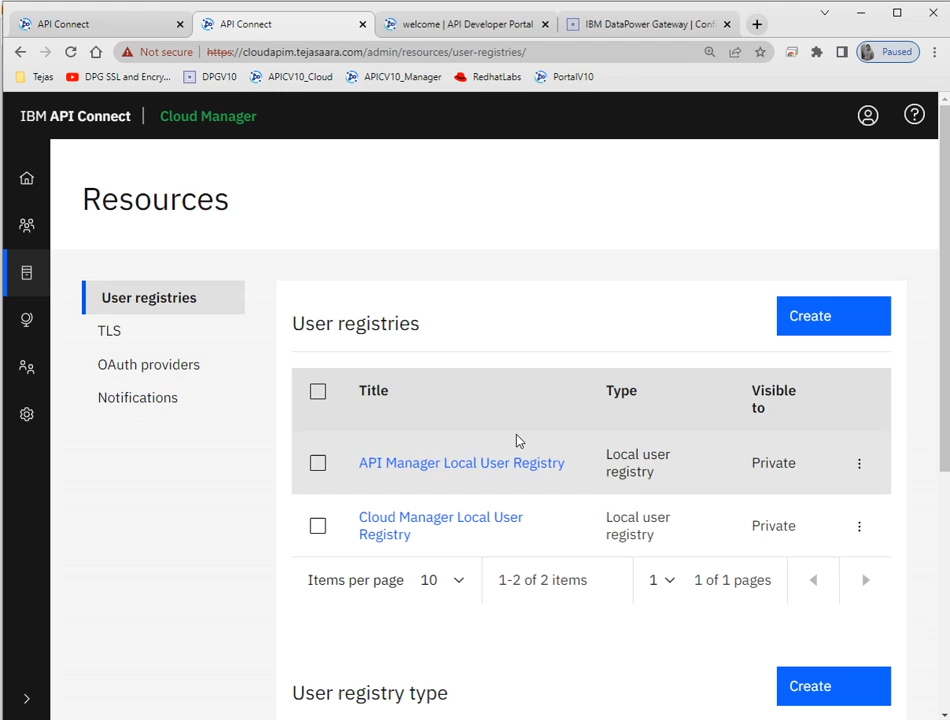 API Connect
API Connect
welcome | API Developer Portal
IBM DataPower Gateway | Conf
Not secure
https://cloudapim.tejasaara.com/admin/resources/user-registries/
Paused
Tejas
DPG SSL and Encry...
DPGV10
APICV10_Cloud
APICV10_Manager
RedhatLabs
PortalV10
IBM API Connect | Cloud Manager
Resources
User registries
TLS
OAuth providers
Notifications
User registries
Create
Title
Type
Visible
to
API Manager Local User Registry
Local user
registry
Private
Cloud Manager Local User
Registry
Local user
registry
Private
Items per page 10
1-2 of 2 items
1
1 of 1 pages
User registry type
Create